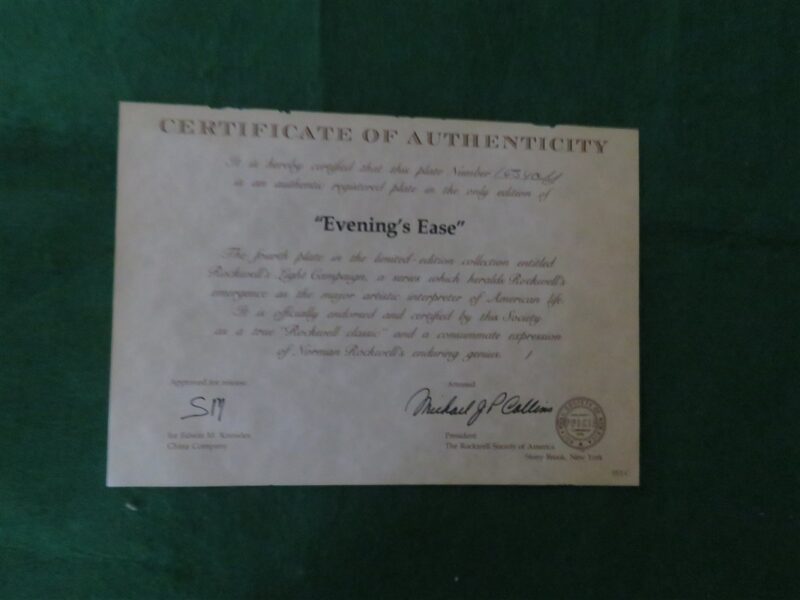 CERTIFICATE OF AUTHENTICITY
It is hereby certified that this plate Number
is an authentic registered plate in the only edition of
"Evening's Ease"
The fourth plate in the limited-edition collection entitled
Rockwell's Light Campaign, a series which heralds Rockwell's
emergence as the major artistic interpreter of American life.
It is officially endorsed and certified by this Society
as a true "Rockwell classic" and a consummate expression
of Norman Rockwell's enduring genius.
Approved for release
Attested
SM
Michael J P Collins
for Edwin M. Knowles
China Company
President
The Rockwell Society of America
Stony Brook, New York